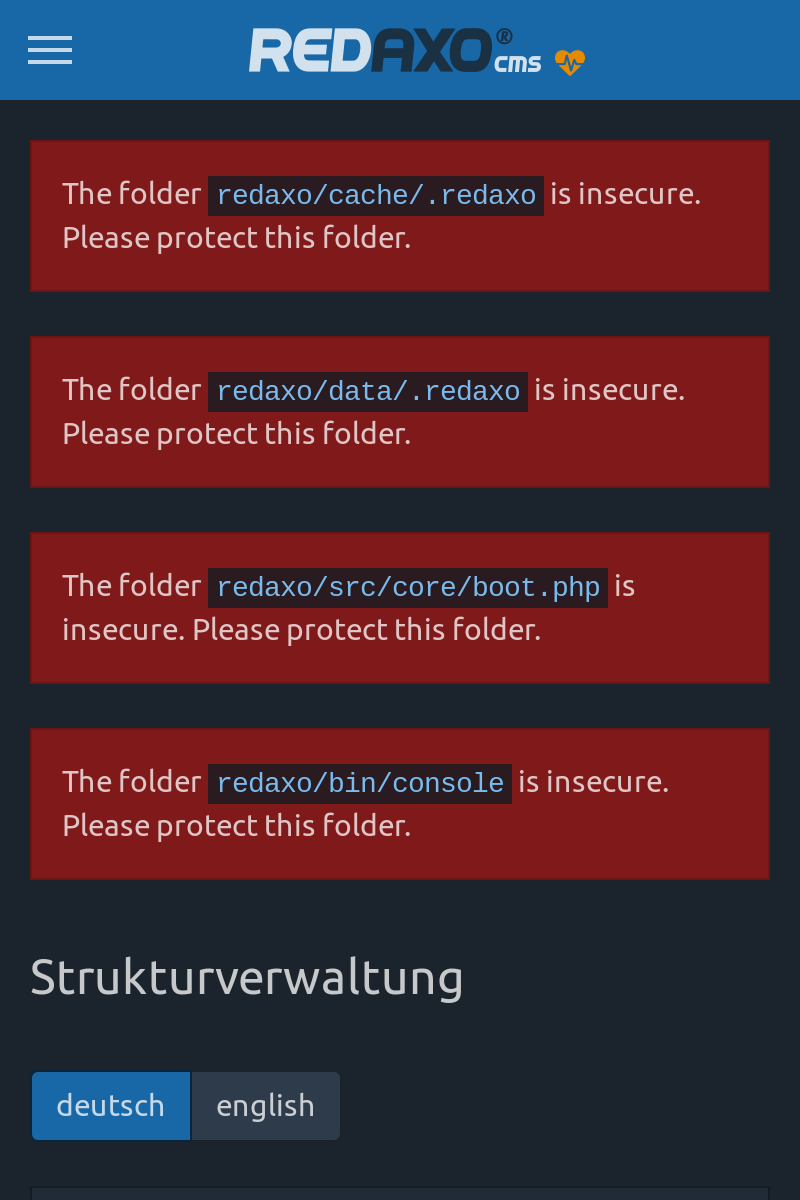 REDAXO®cms
The folder redaxo/cache/.redaxo is insecure.
Please protect this folder.
The folder redaxo/data/.redaxo is insecure.
Please protect this folder.
The folder redaxo/src/core/boot.php is
insecure. Please protect this folder.
The folder redaxo/bin/console is insecure.
Please protect this folder.
Strukturverwaltung
deutsch english